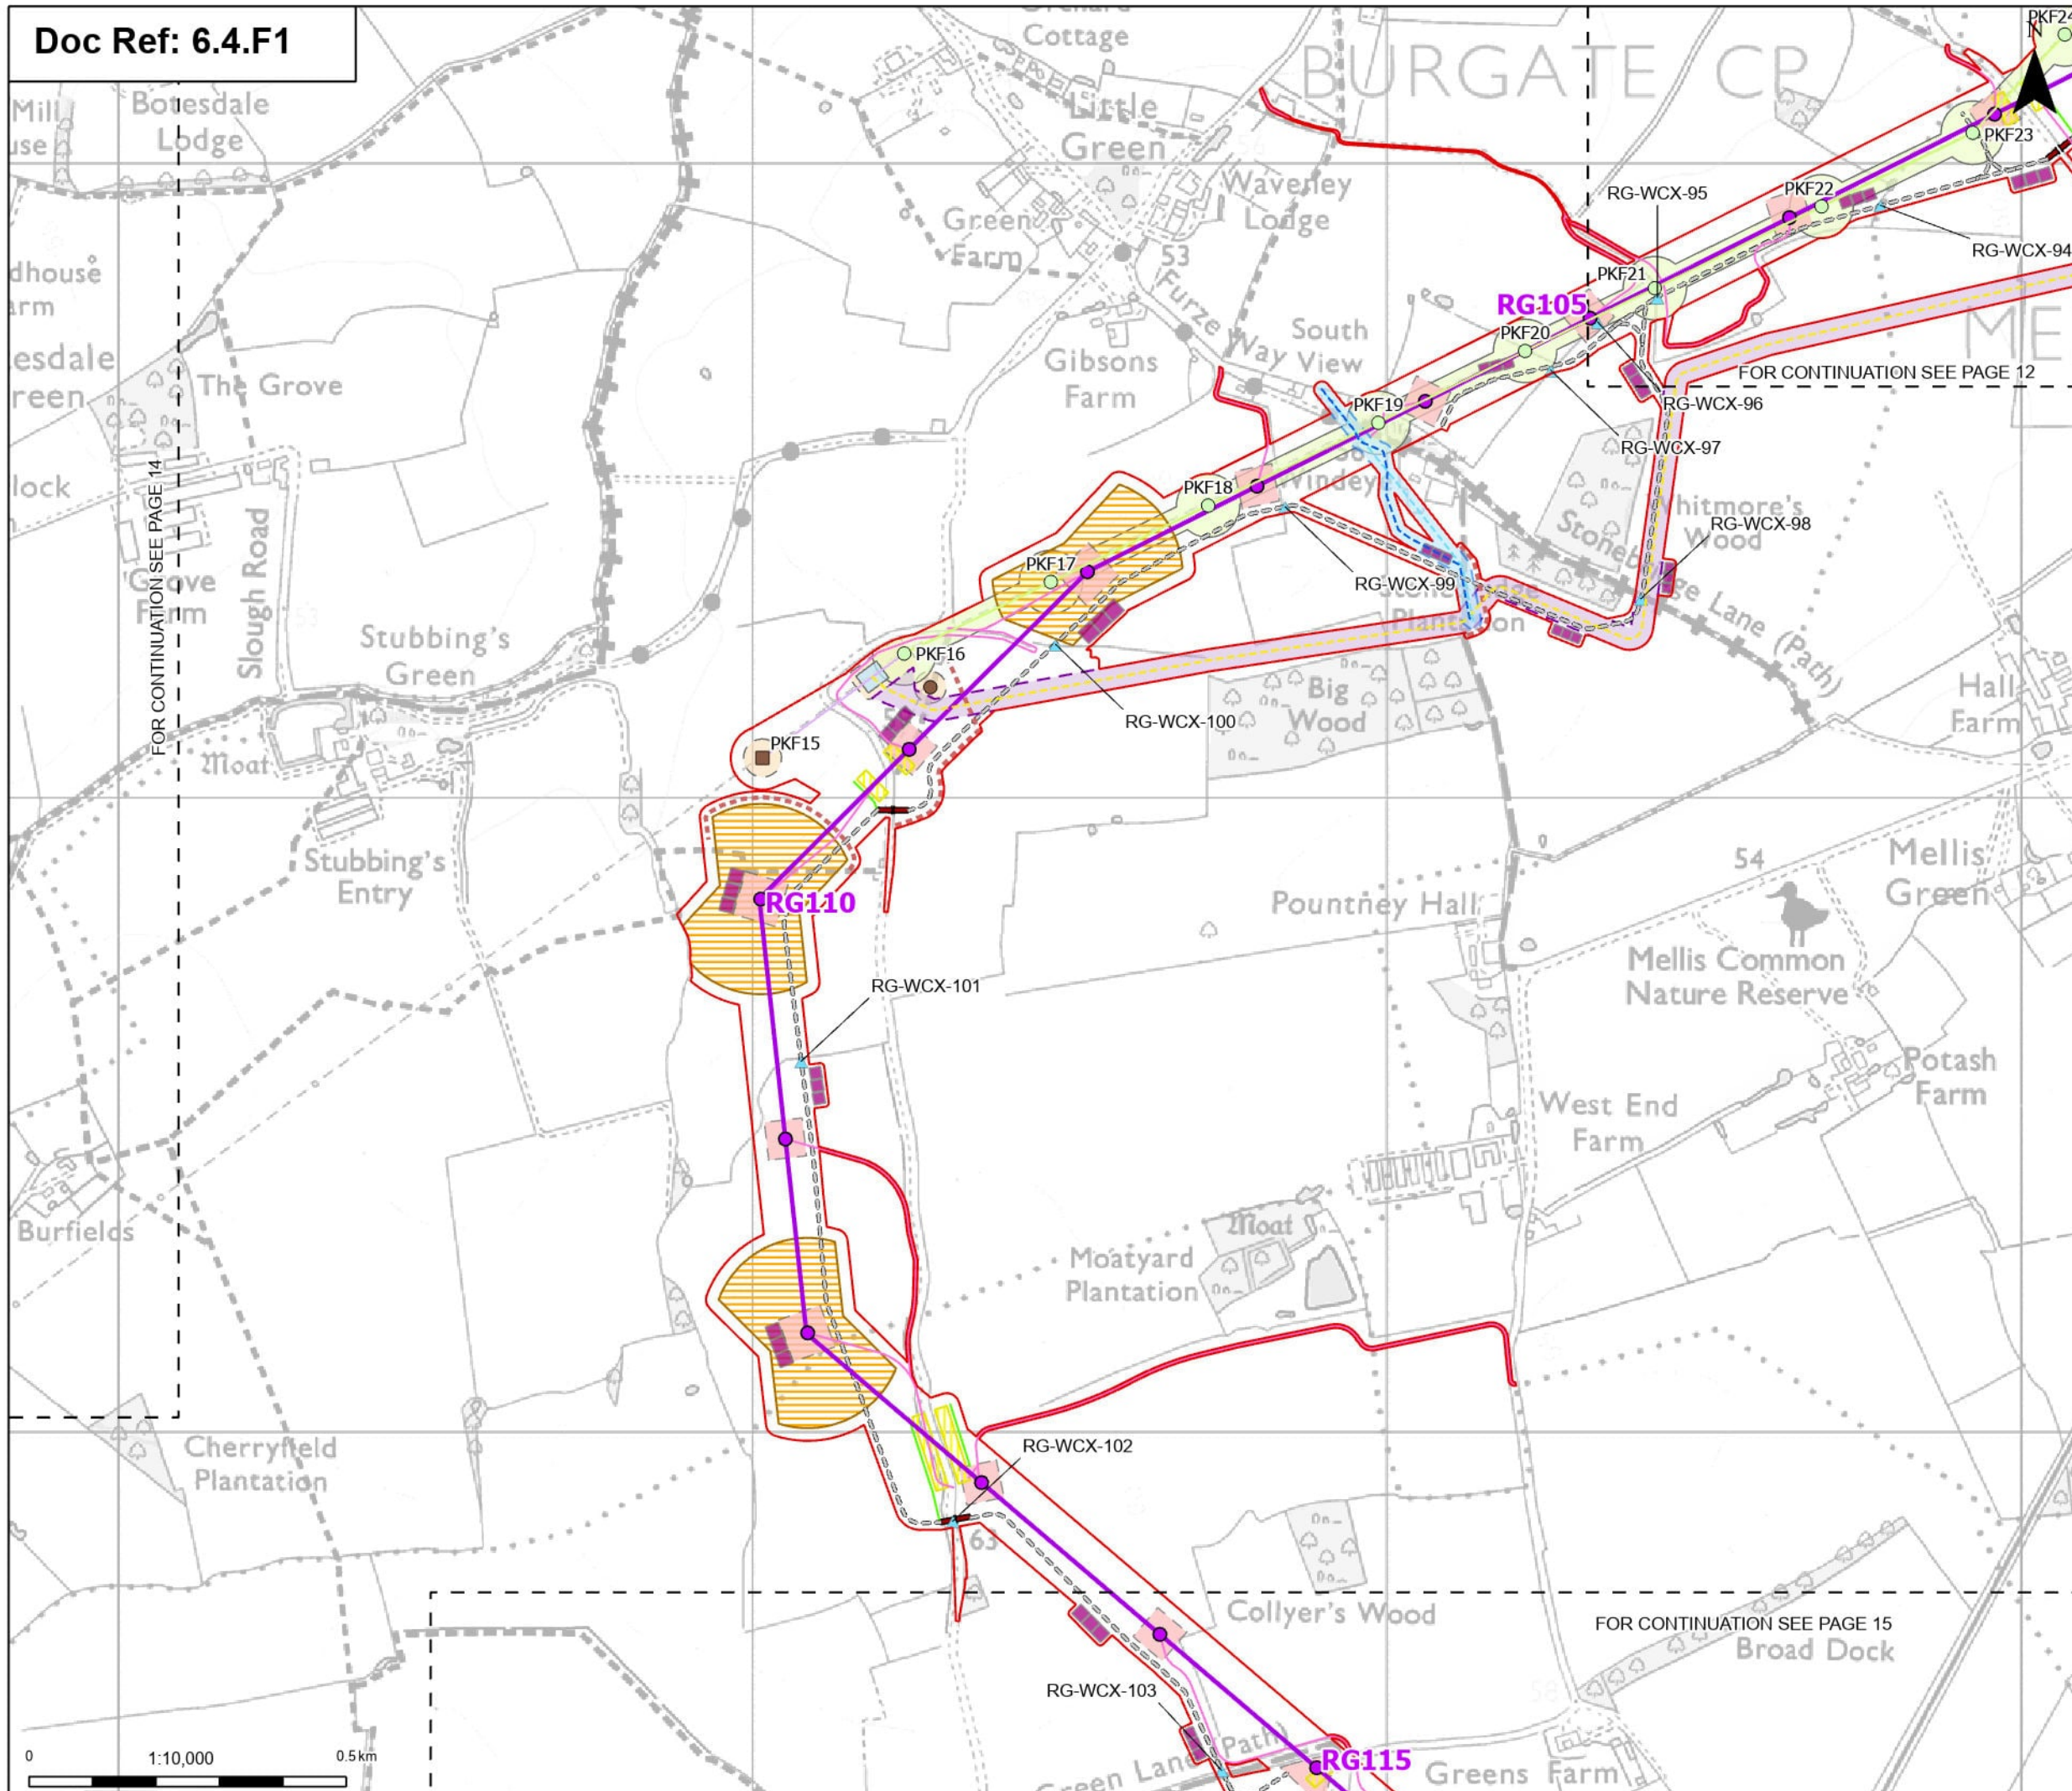 Doc Ref: 6.4.F1
Cottage
BURGATE CP
PKF24
N
Mill
Botesdale
Lodge
Little
Green
PKF23
Waverley
Lodge
RG-WCX-95
PKF22
Green
Farm
53
RG-WCX-94
PKF21
Furze Way View
South
RG105
PKF20
ME
Gibsons
Farm
The Grove
FOR CONTINUATION SEE PAGE 12
PKF19
RG-WCX-96
RG-WCX-97
lock
PKF18
Whitmore's
Wood
RG-WCX-98
FOR CONTINUATION SEE PAGE 14
Slough Road
Grove
Farm
53
PKF17
RG-WCX-99
Stonebridge Lane (Path)
Stubbing's
Green
PKF16
Big
Wood
Hall
Farm
RG-WCX-100
PKF15
Moat
Stubbing's
Entry
54
Mellis
Green
RG110
Pountney Hall
Mellis Common
Nature Reserve
RG-WCX-101
Potash
Farm
West End
Farm
Burfields
Moat
Moatyard
Plantation
Cherryfield
Plantation
RG-WCX-102
63
Collyer's Wood
FOR CONTINUATION SEE PAGE 15
Broad Dock
RG-WCX-103
58
Green Lane (Path)
RG115
Greens Farm
0
1:10,000
0.5 km